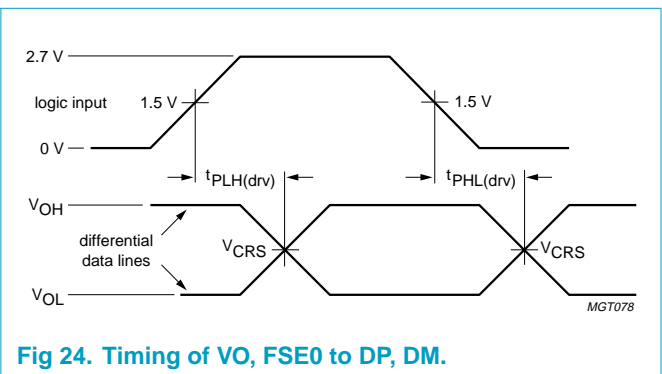 2.7 V
logic input 1.5 V 1.5 V
0 V
tPLH(drv) tPHL(drv)
VOH
differential
data lines
VCRS VCRS
VOL
MGT078
Fig 24. Timing of VO, FSE0 to DP, DM.